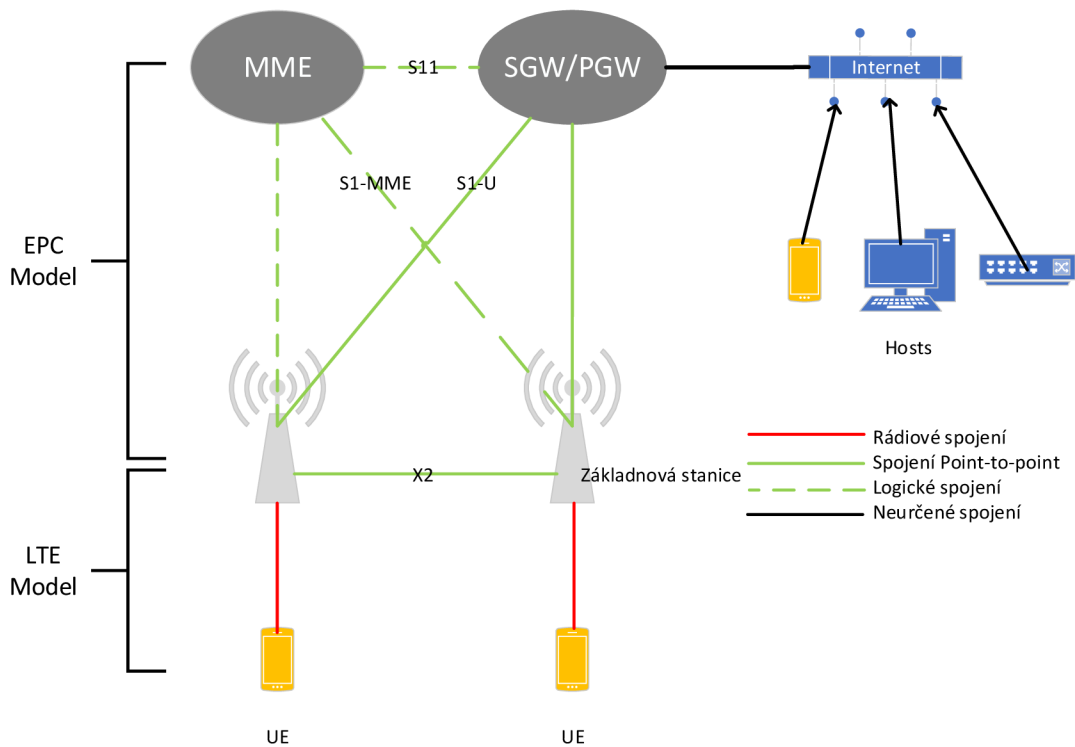 MME
S11
SGW/PGW
Internet
S1-MME
S1-U
EPC
Model
Hosts
Rádiové spojení
Spojení Point-to-point
Logické spojení
Neurčené spojení
X2
Základnová stanice
LTE
Model
UE
UE